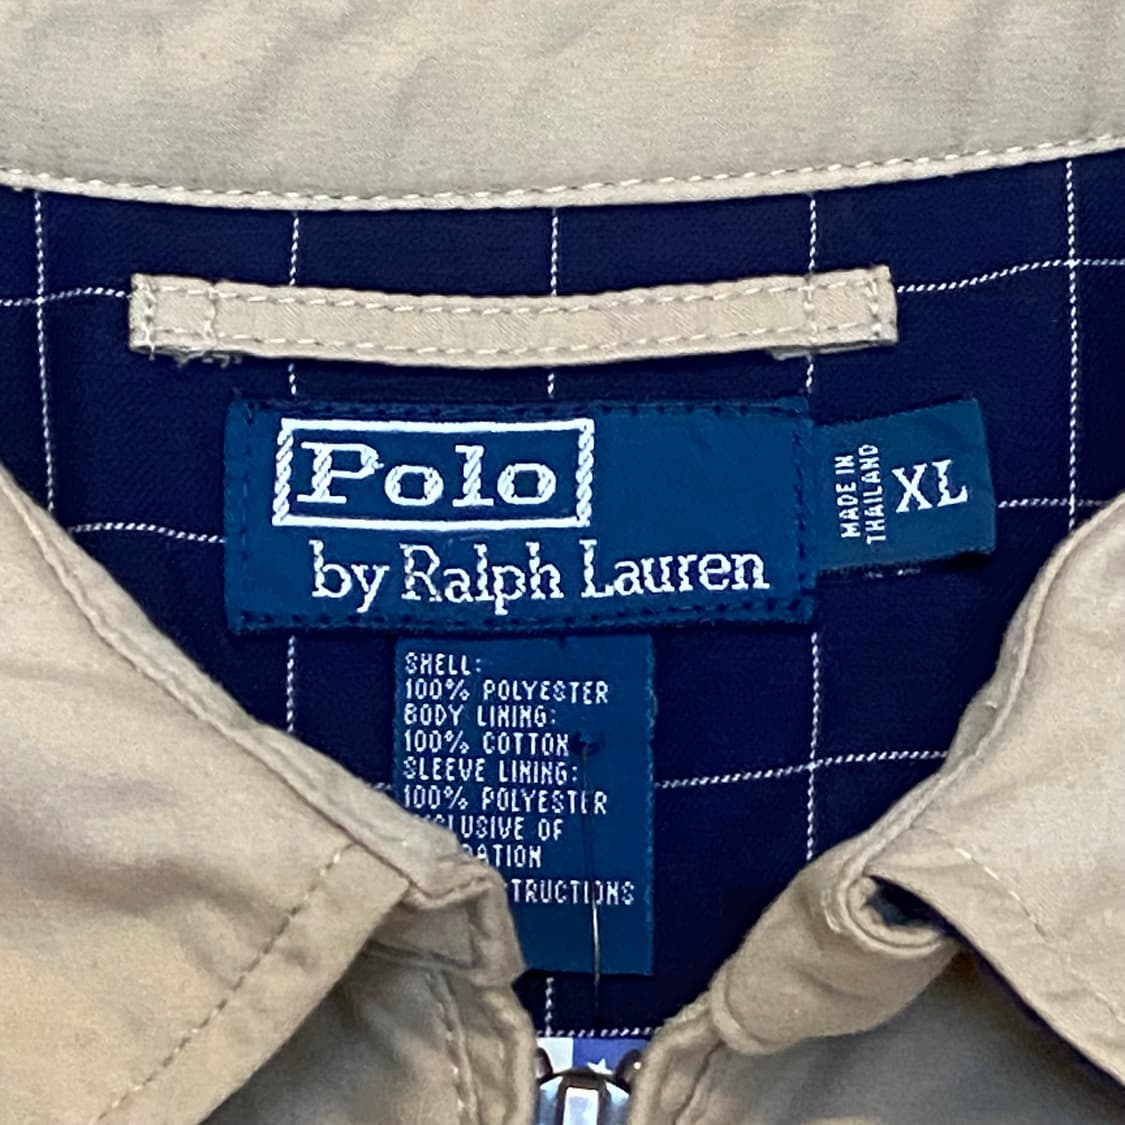 Polo
by Ralph Lauren
MADE IN
THAILAND
XL
SHELL:
100% POLYESTER
BODY LINING:
100% COTTON
SLEEVE LINING:
100% POLYESTER
OF